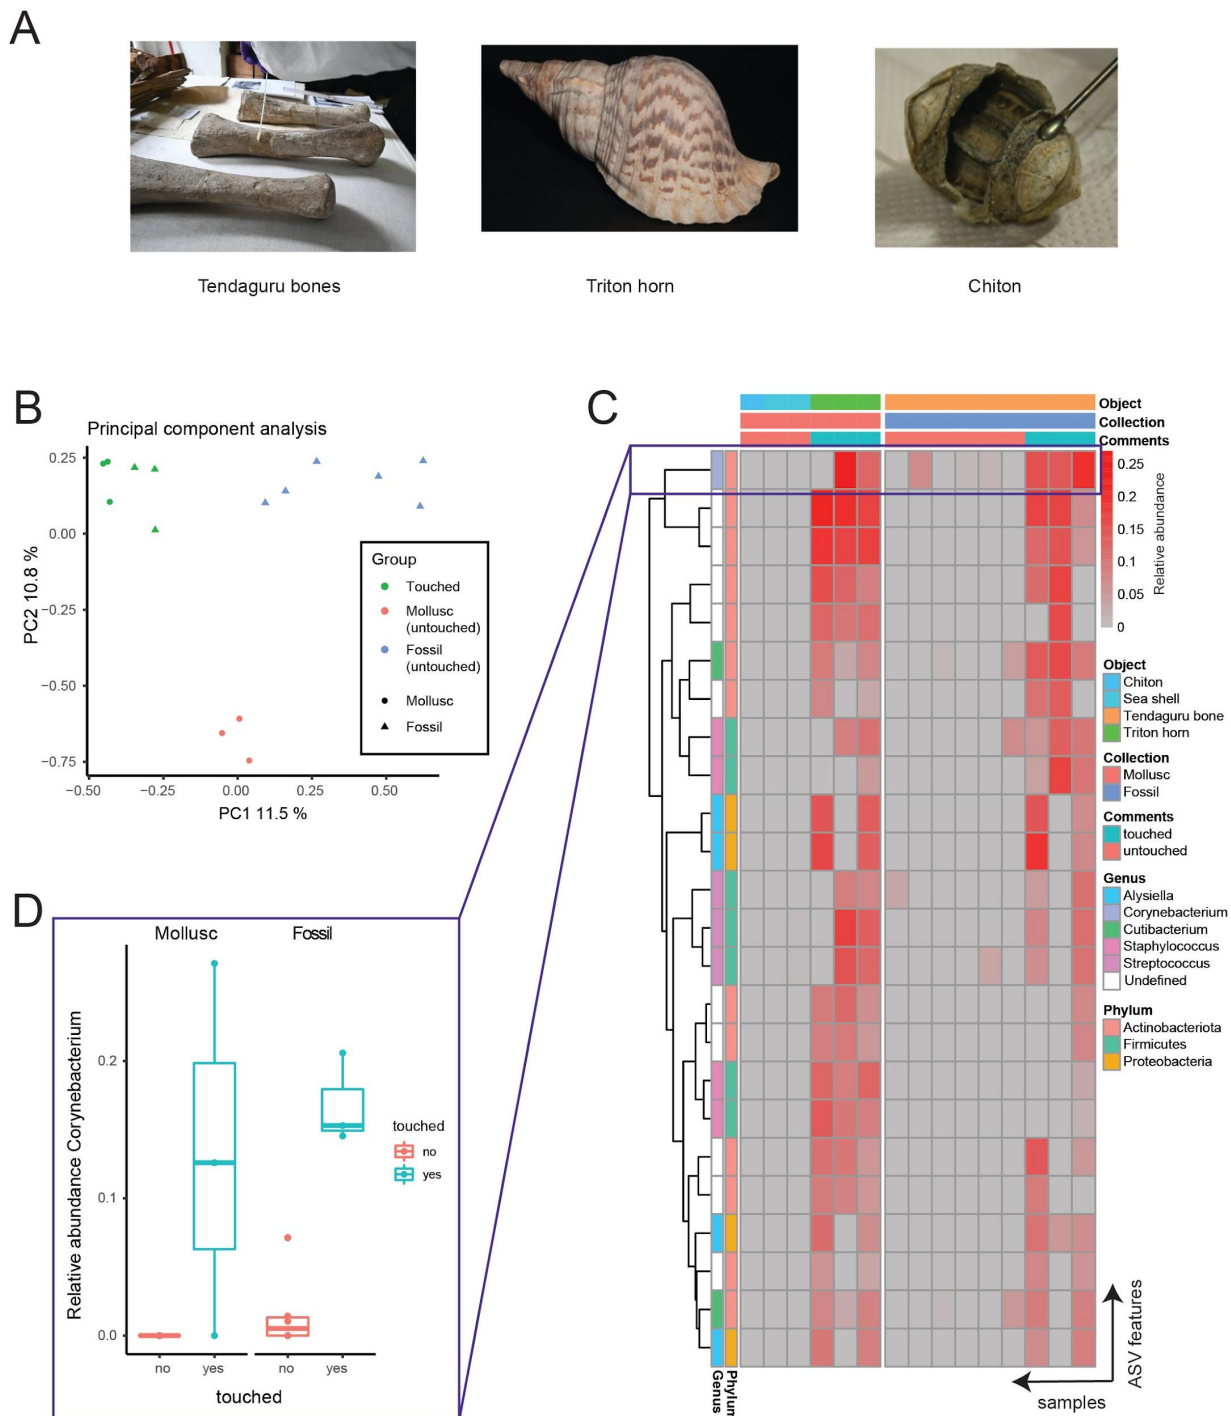 A
Tendaguru bones
Triton horn
Chiton
B
Principal component analysis
PC2 10.8 %
0.25
0.00
−0.25
−0.50
−0.75
−0.50
−0.25
0.00
0.25
0.50
PC1 11.5 %
Group
Touched
Mollusc
(untouched)
Fossil
(untouched)
Mollusc
Fossil
C
Object
Collection
Comments
0.25
0.2
0.15
0.1
0.05
0
Relative abundance
Object
Chiton
Sea shell
Tendaguru bone
Triton horn
Collection
Mollusc
Fossil
Comments
touched
untouched
Genus
Alysiella
Corynebacterium
Cutibacterium
Staphylococcus
Streptococcus
Undefined
Phylum
Actinobacteriota
Firmicutes
Proteobacteria
Genus
Phylum
samples
ASV features
D
Mollusc
Fossil
Relative abundance Corynebacterium
0.2
0.1
0.0
no
yes
no
yes
touched
touched
no
yes